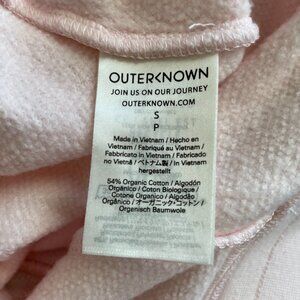 OUTERKNOWN
JOIN US ON OUR JOURNEY
OUTERKNOWN.COM
S
P
Made in Vietnam / Hecho en
Vietnam / Fabriqué au Vietnam /
Fabbricato in Vietnam / Fabricado
no Vietnã / ベトナム製 / In Vietnam
hergestellt
64% Organic Cotton / Algodón
Orgánico / Coton Biologique /
Cotone Organico / Algodão
Orgânico / オーガニック・コットン /
Organisch Baumwolle